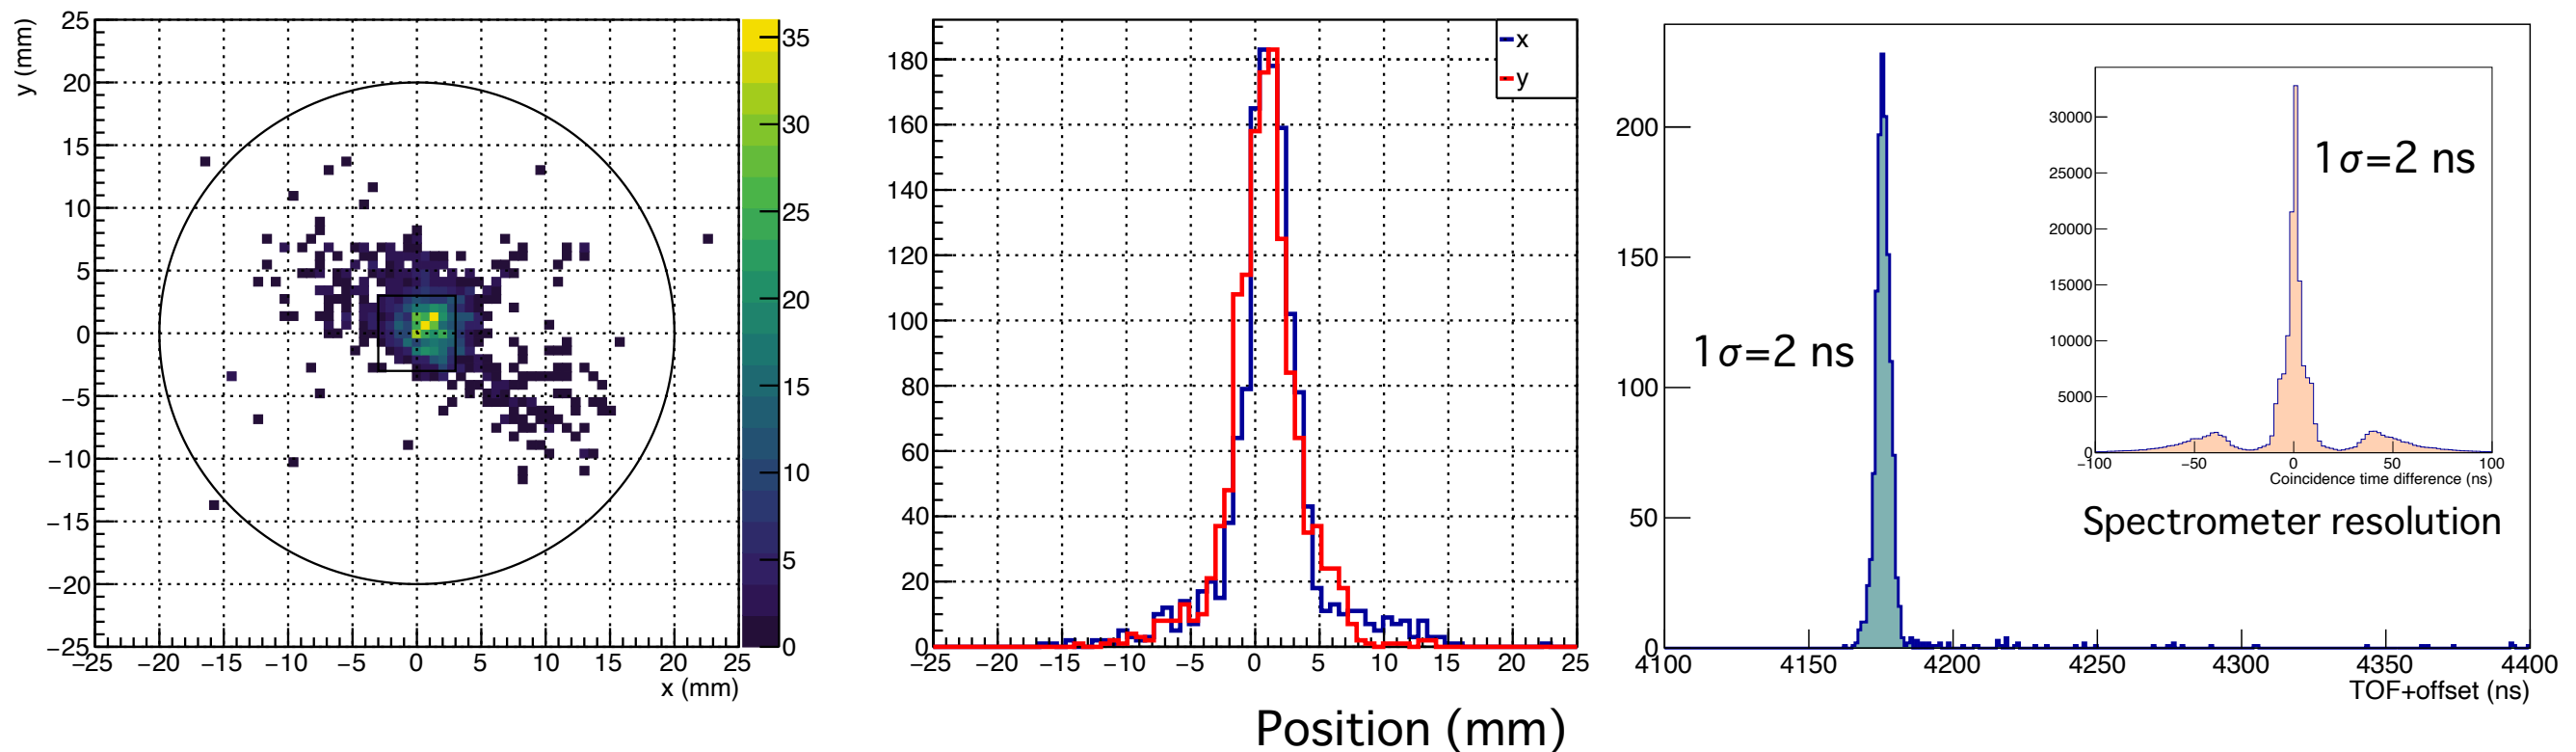 y (mm)
25
20
15
10
5
0
−5
−10
−15
−20
−25
−25 −20 −15 −10 −5 0 5 10 15 20 25
x (mm)
35
30
25
20
15
10
5
0
x
y
180
160
140
120
100
80
60
40
20
0
−25 −20 −15 −10 −5 0 5 10 15 20 25
Position (mm)
200
150
100
50
0
1σ=2 ns
4100 4150 4200 4250 4300 4350 4400
TOF+offset (ns)
30000
25000
20000
15000
10000
5000
0
1σ=2 ns
−100 −50 0 50 100
Coincidence time difference (ns)
Spectrometer resolution